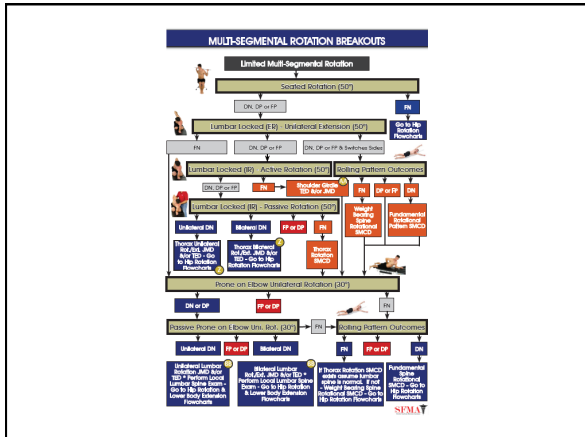 MULTI-SEGMENTAL ROTATION BREAKOUTS
Limited Multi-Segmental Rotation
Seated Rotation (50°)
DN, DP or FP
FN
Lumbar Locked (ER) - Unilateral Extension (50°)
Go to Hip
Rotation
Flowcharts
FN
DN, DP or FP
DN, DP or FP & Switches Sides
Lumbar Locked (IR) - Active Rotation (50°)
Rolling Pattern Outcomes
DN, DP or FP
FN
Shoulder Girdle
TED &/or JMD
FN
DP or FP
DN
Lumbar Locked (IR) - Passive Rotation (50°)
Weight
Bearing
Spine
Rotational
SMCD
Fundamental
Rotational
Pattern SMCD
Unilateral DN
Bilateral DN
FP or DP
FN
Thorax Unilateral
Rot./Ext. JMD
&/or TED - Go
to Hip Rotation
Flowcharts
Thorax Bilateral
Rot./Ext. JMD
&/or TED - Go to
Hip Rotation
Flowcharts
Thorax
Rotation
SMCD
Prone on Elbow Unilateral Rotation (30°)
DN or DP
FP or DP
FN
Passive Prone on Elbow Uni. Rot. (30°)
FN
Rolling Pattern Outcomes
Unilateral DN
FP or DP
Bilateral DN
FN
FP or DP
DN
Unilateral Lumbar
Rotation JMD &/or
TED * Perform Local
Lumbar Spine Exam -
Go to Hip Rotation &
Lower Body Extension
Flowcharts
Bilateral Lumbar
Rot./Ext. JMD &/or TED *
Perform Local Lumbar
Spine Exam - Go to Hip
Rotation & Lower Body
Extension Flowcharts
If Thorax Rotation SMCD
exists assume lumbar
spine is normal. If not
- Weight Bearing Spine
Rotational SMCD - Go to
Hip Rotation Flowcharts
Fundamental
Spine
Rotational
SMCD - Go to
Hip Rotation
Flowcharts
SFMA